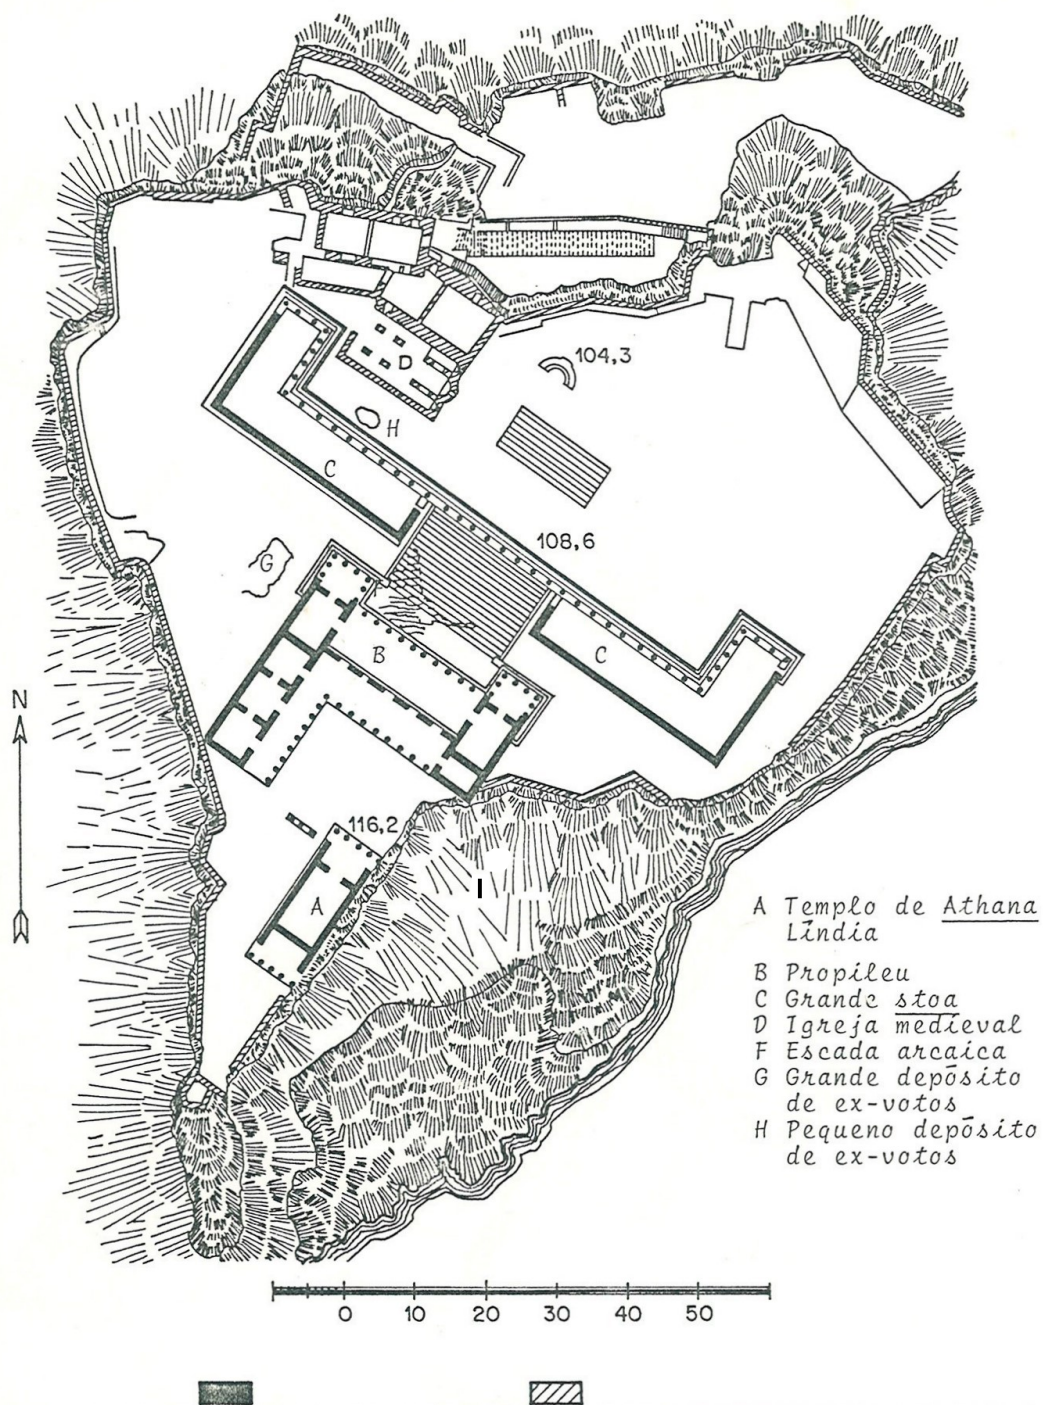 104,3
D
H
C
108,6
G
B
C
N
116,2
I
A
A Templo de Athana
Líndia
B Propileu
C Grande stoa
D Igreja medieval
F Escada arcaica
G Grande depósito
de ex-votos
H Pequeno depósito
de ex-votos
0 10 20 30 40 50